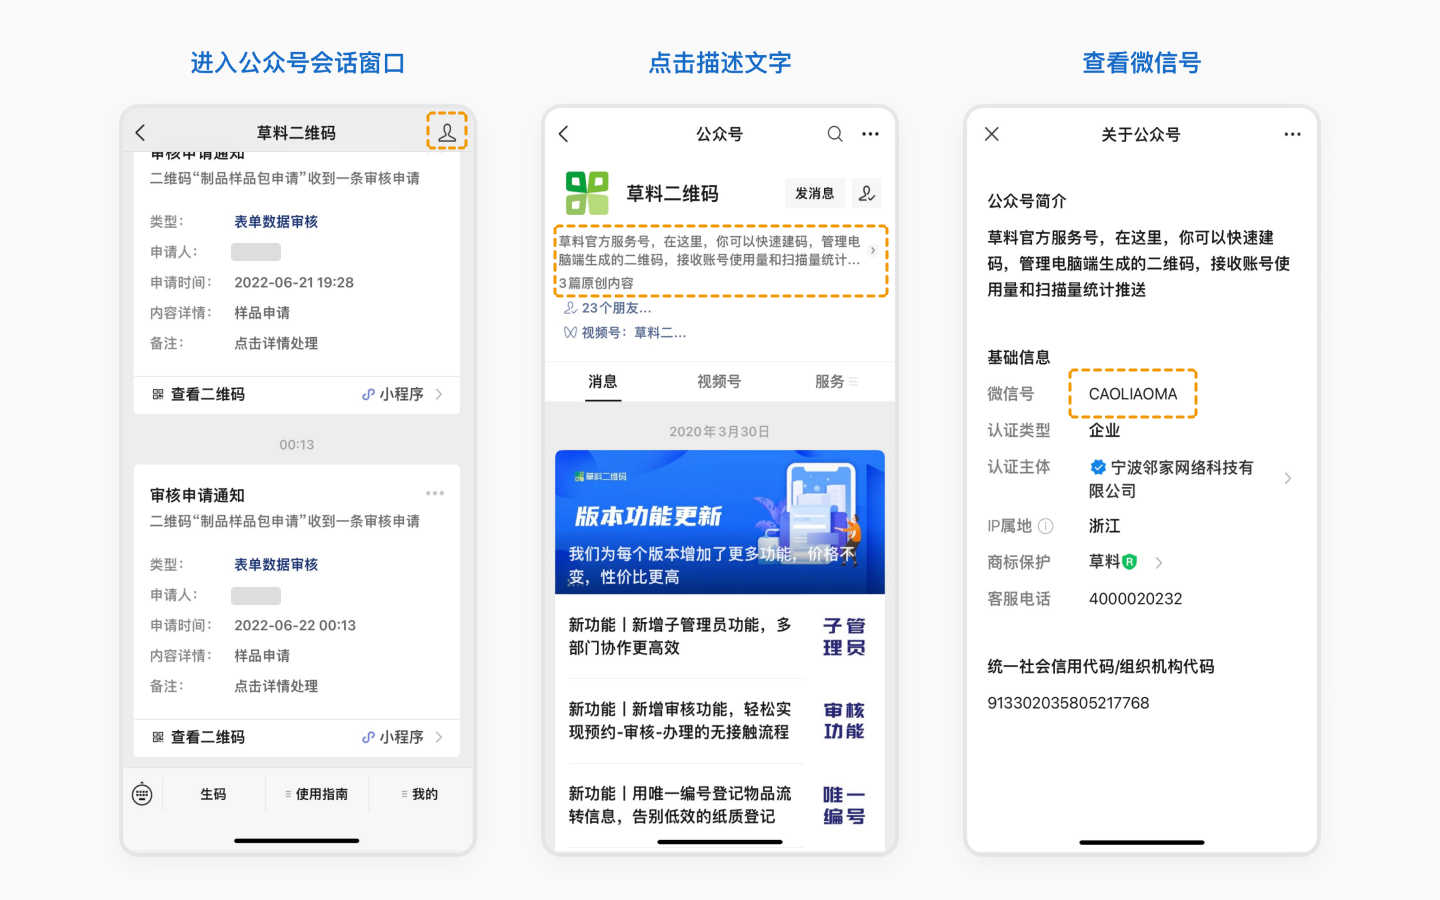 进入公众号会话窗口
草料二维码
审核申请通知
二维码“制品样品包申请”收到一条审核申请
类型： 表单数据审核
申请人：
申请时间： 2022-06-21 19:28
内容详情： 样品申请
备注： 点击详情处理
查看二维码 小程序
00:13
审核申请通知
二维码“制品样品包申请”收到一条审核申请
类型： 表单数据审核
申请人：
申请时间： 2022-06-22 00:13
内容详情： 样品申请
备注： 点击详情处理
查看二维码 小程序
生码 使用指南 我的
点击描述文字
公众号
草料二维码 发消息
草料官方服务号，在这里，你可以快速建码，管理电
脑端生成的二维码，接收账号使用量和扫描量统计...
3篇原创内容
23个朋友...
视频号：草料二...
消息 视频号 服务
2020年3月30日
草料二维码
版本功能更新
我们为每个版本增加了更多功能，价格不
变，性价比更高
新功能丨新增子管理员功能，多
部门协作更高效
子管
理员
新功能丨新增审核功能，轻松实
现预约-审核-办理的无接触流程
审核
功能
新功能丨用唯一编号登记物品流
转信息，告别低效的纸质登记
唯一
编号
查看微信号
关于公众号
公众号简介
草料官方服务号，在这里，你可以快速建
码，管理电脑端生成的二维码，接收账号使
用量和扫描量统计推送
基础信息
微信号 CAOLIAOMA
认证类型 企业
认证主体 宁波邻家网络科技有
限公司
IP属地 浙江
商标保护 草料 R
客服电话 4000020232
统一社会信用代码/组织机构代码
913302035805217768